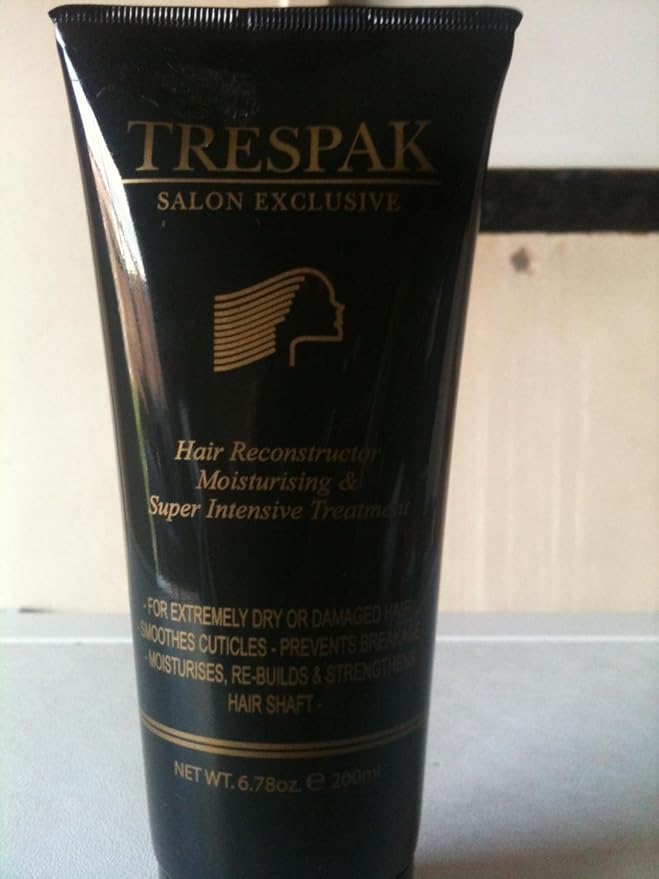 TRESPAK
SALON EXCLUSIVE
Hair Reconstructor
Moisturising &
Super Intensive Treatment
- FOR EXTREMELY DRY OR DAMAGED HAIR
- SMOOTHES CUTICLES - PREVENTS BREAKAGE
- MOISTURISES, RE-BUILDS & STRENGTHENS
HAIR SHAFT -
NET WT. 6.78oz. ℮ 200ml